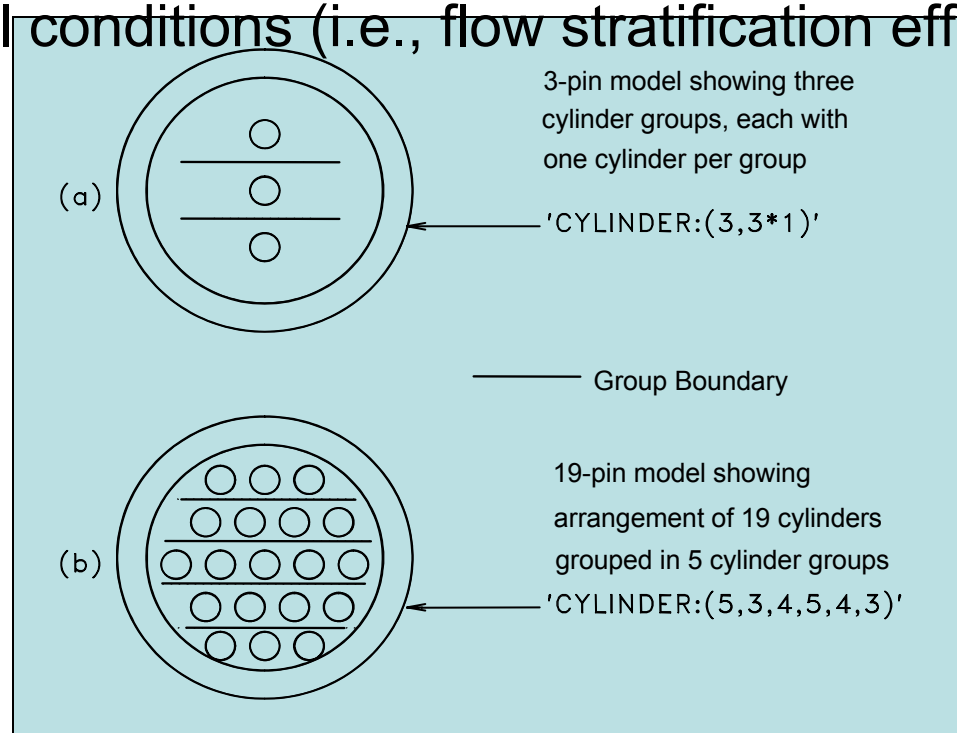 l conditions (i.e., flow stratification eff
3-pin model showing three
cylinder groups, each with
one cylinder per group
(a)
'CYLINDER:(3,3*1)'
Group Boundary
19-pin model showing
arrangement of 19 cylinders
(b)
grouped in 5 cylinder groups
'CYLINDER:(5,3,4,5,4,3)'